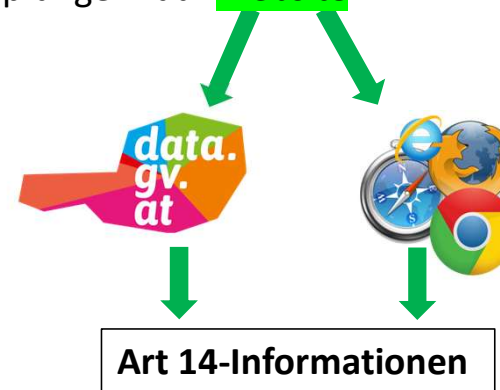 data.
gv.
at
Art 14-Informationen